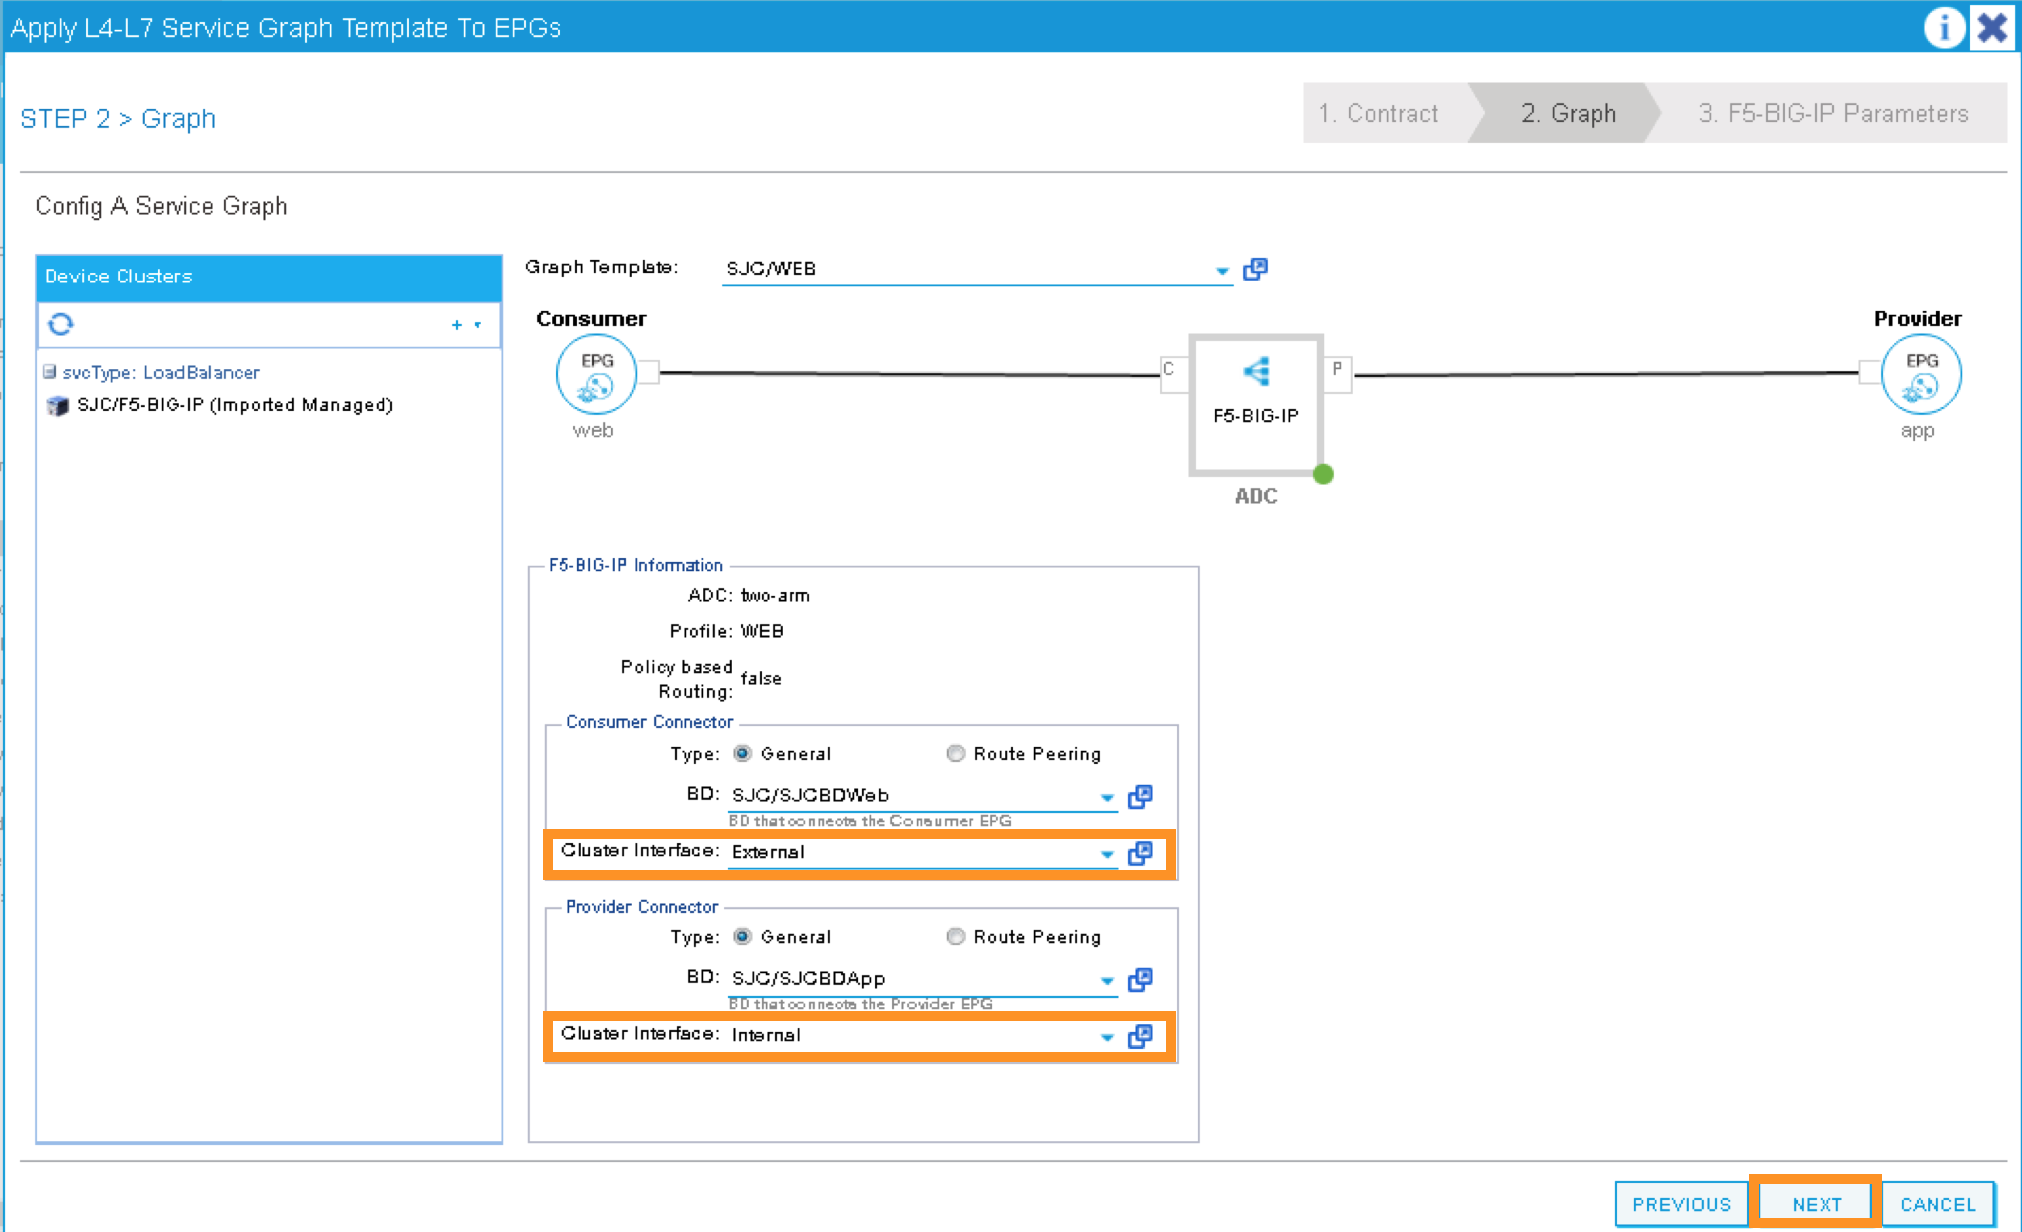 Apply L4-L7 Service Graph Template To EPGs
i
STEP 2 > Graph
1. Contract
2. Graph
3. F5-BIG-IP Parameters
Config A Service Graph
Device Clusters
+
svcType: LoadBalancer
SJC/F5-BIG-IP (Imported Managed)
Graph Template: SJC/WEB
Consumer
Provider
EPG
web
C
F5-BIG-IP
P
ADC
EPG
app
F5-BIG-IP Information
ADC: two-arm
Profile: WEB
Policy based
Routing: false
Consumer Connector
Type: General Route Peering
BD: SJC/SJCBDWeb
BD that connects the Consumer EPG
Cluster Interface: External
Provider Connector
Type: General Route Peering
BD: SJC/SJCBDApp
BD that connects the Provider EPG
Cluster Interface: Internal
PREVIOUS NEXT CANCEL